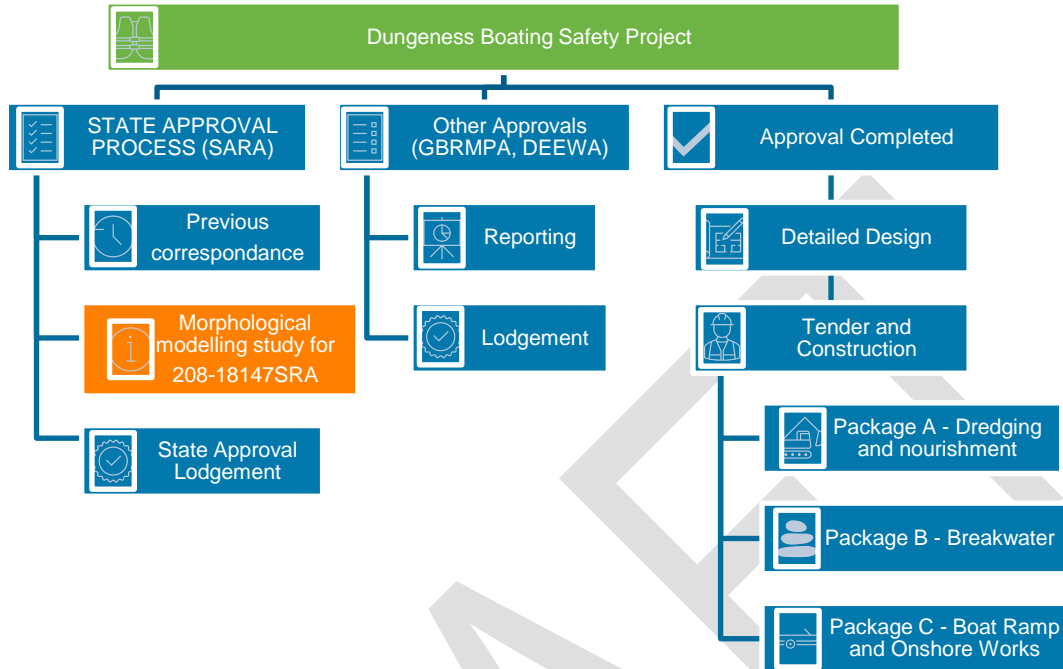 Dungeness Boating Safety Project
STATE APPROVAL
PROCESS (SARA)
Previous
correspondance
Morphological
modelling study for
208-18147SRA
State Approval
Lodgement
Other Approvals
(GBRMPA, DEEWA)
Reporting
Lodgement
Approval Completed
Detailed Design
Tender and
Construction
Package A - Dredging
and nourishment
Package B - Breakwater
Package C - Boat Ramp
and Onshore Works